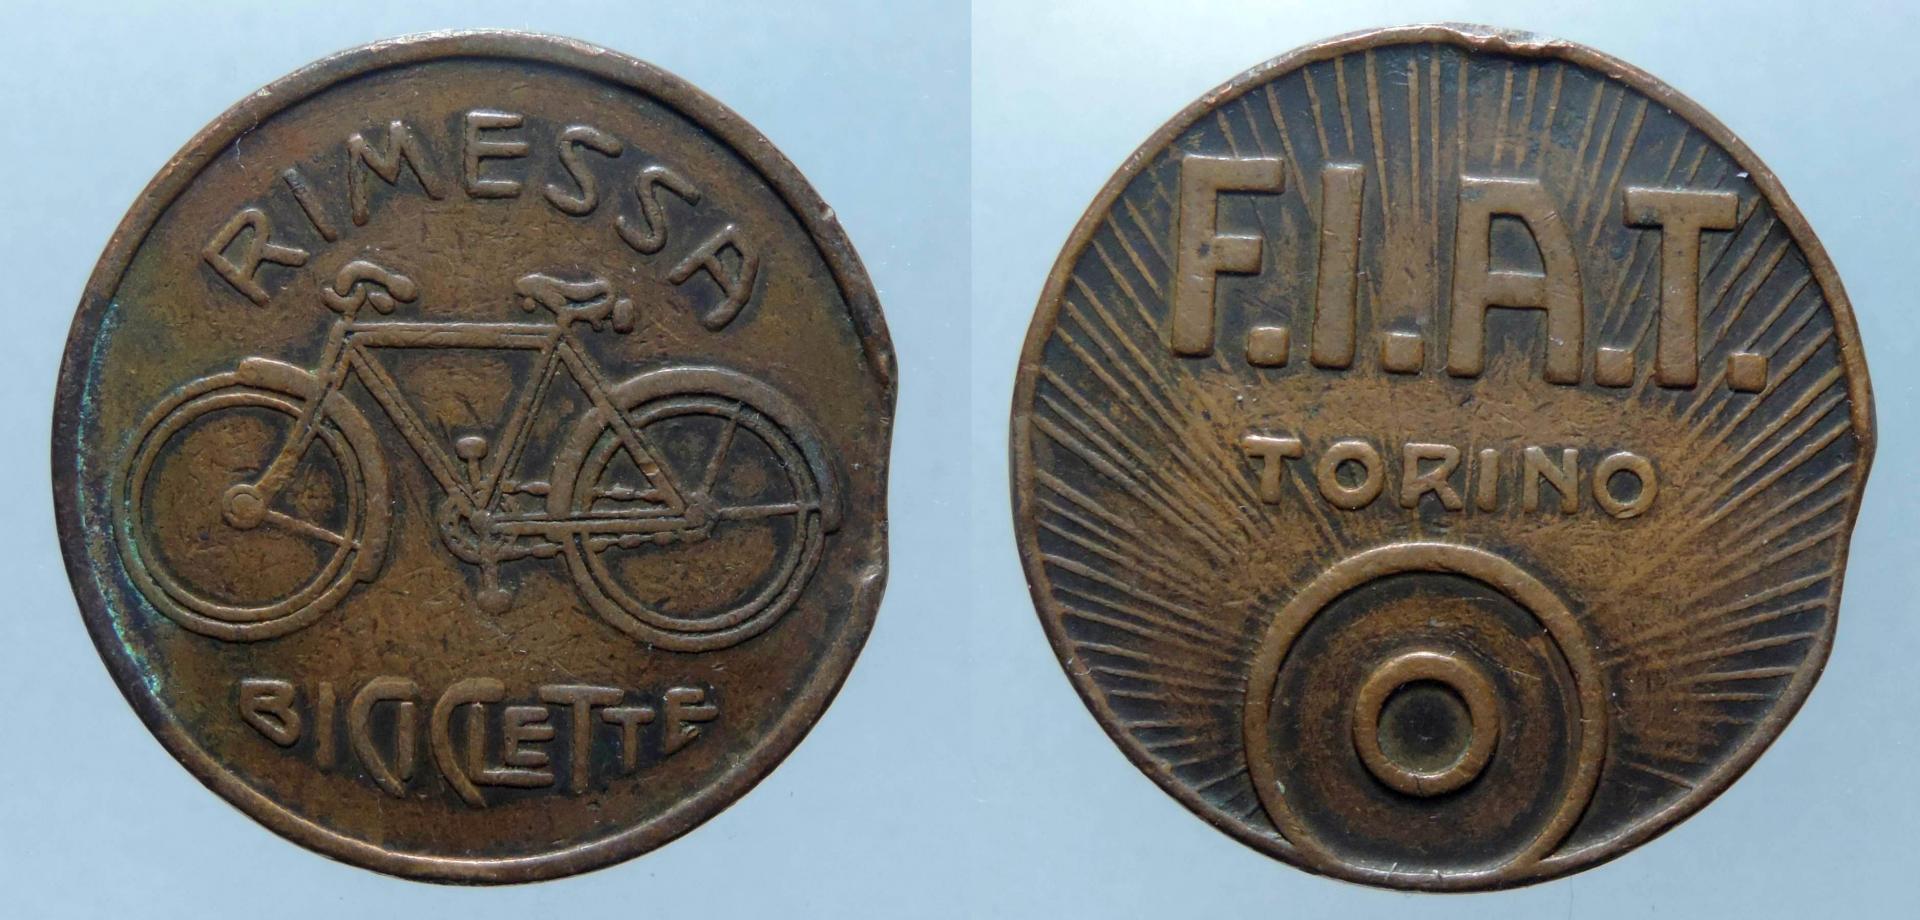 RIMESSA
BICICLETTE
F.I.A.T.
TORINO